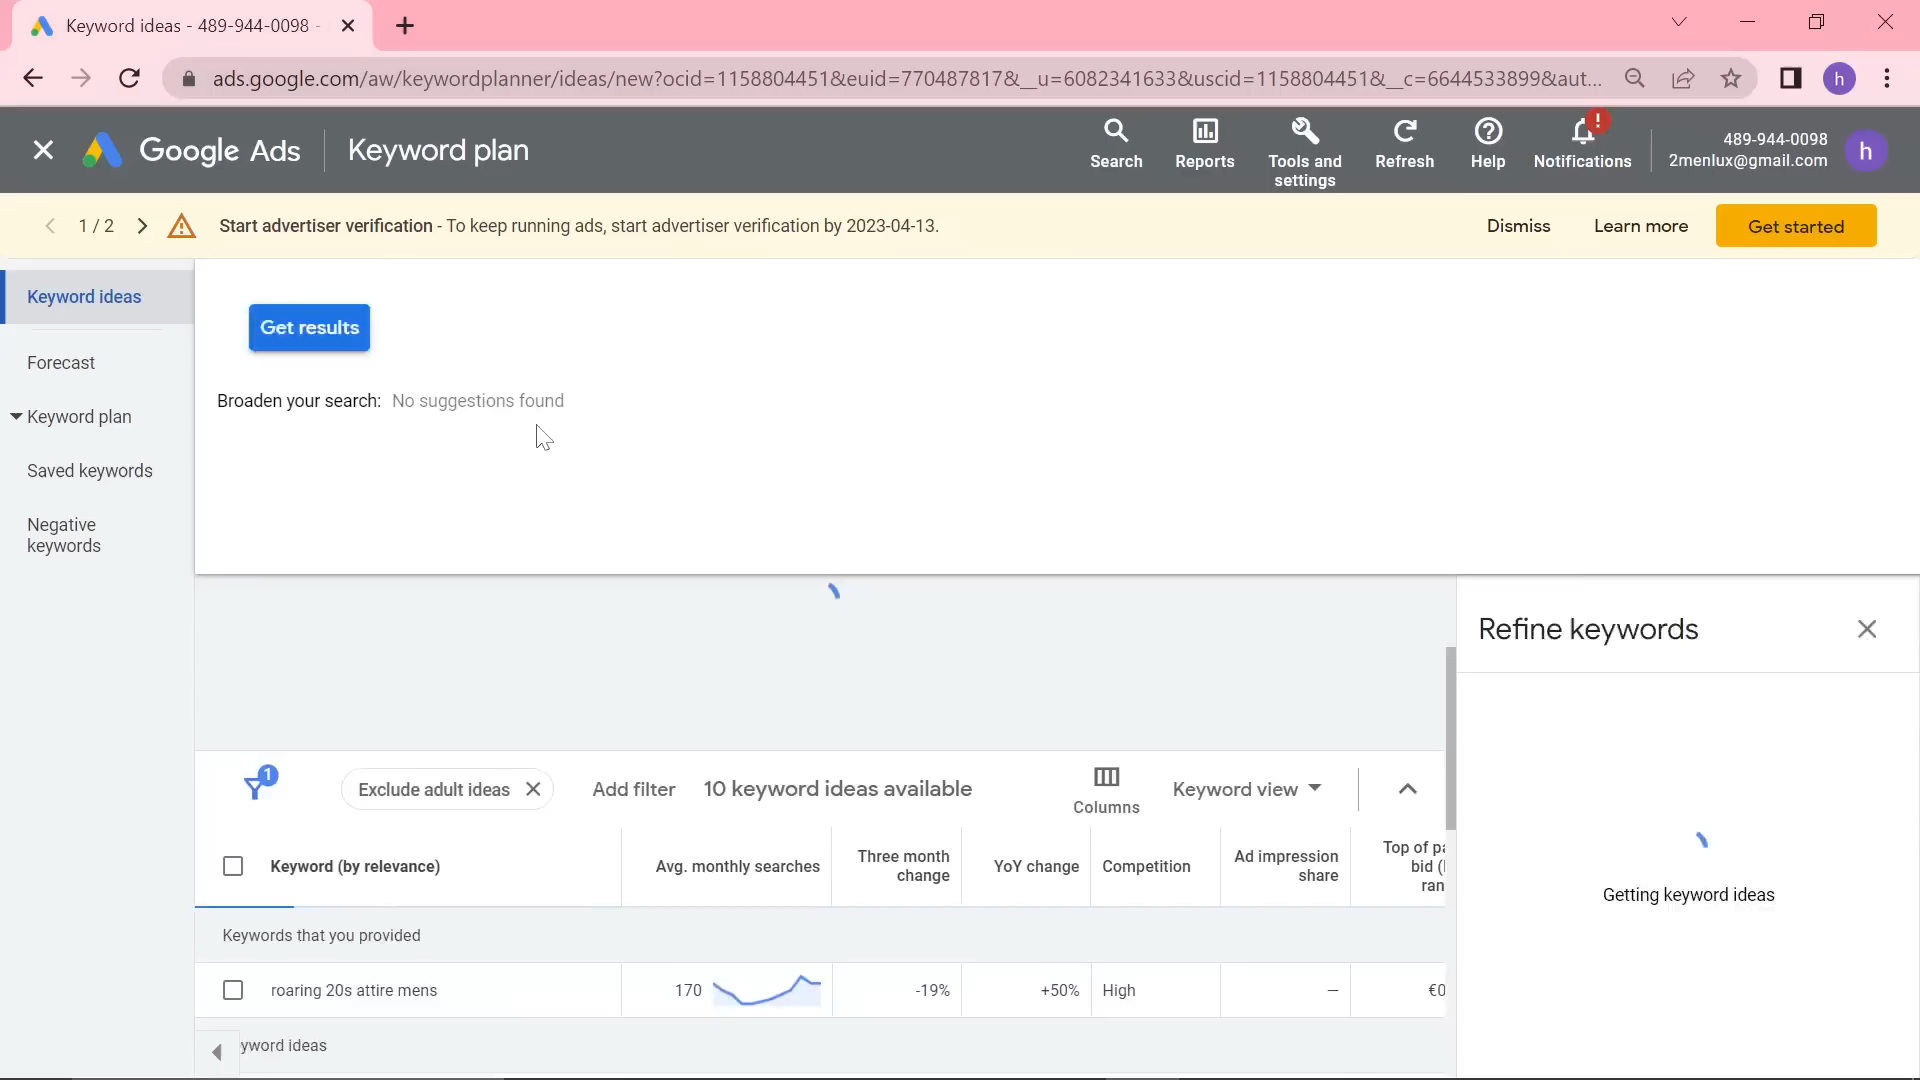 Keyword ideas - 489-944-0098 -
ads.google.com/aw/keywordplanner/ideas/new?ocid=1158804451&euid=770487817&__u=6082341633&uscid=1158804451&__c=6644533899&aut...
h
Google Ads
Keyword plan
Search
Reports
Tools and
settings
Refresh
Help
!
Notifications
489-944-0098
2menlux@gmail.com
h
1 / 2
Start advertiser verification - To keep running ads, start advertiser verification by 2023-04-13.
Dismiss
Learn more
Get started
Keyword ideas
Forecast
Keyword plan
Saved keywords
Negative
keywords
Get results
Broaden your search: No suggestions found
Refine keywords
Getting keyword ideas
1
Exclude adult ideas
Add filter
10 keyword ideas available
Columns
Keyword view
Keyword (by relevance)
Avg. monthly searches
Three month
change
YoY change
Competition
Ad impression
share
Top of pa
bid (l
ran
Keywords that you provided
roaring 20s attire mens
170
-19%
+50%
High
–
€0
yword ideas